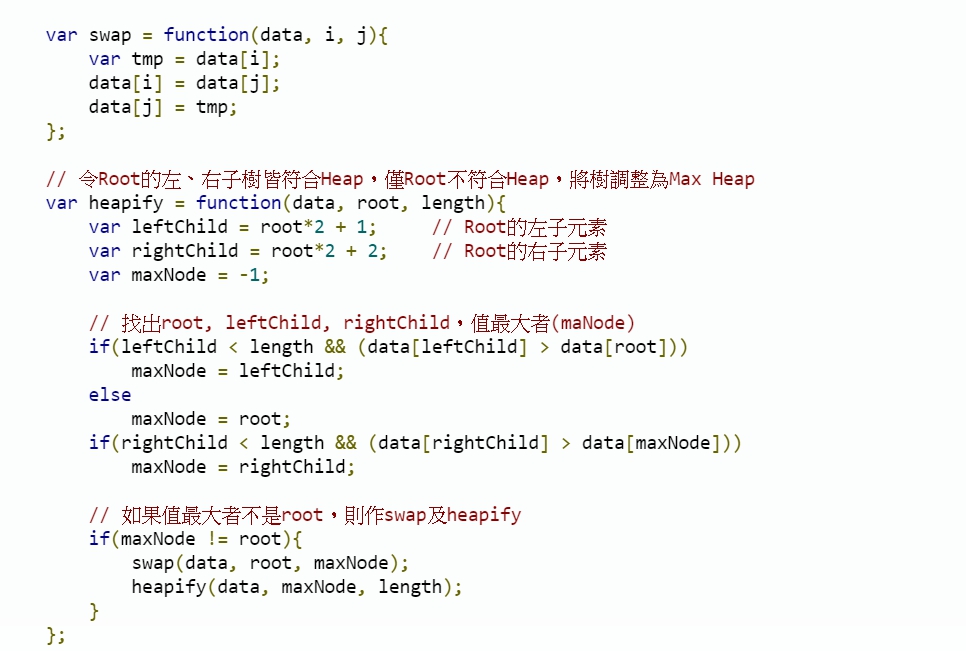 var swap = function(data, i, j){
    var tmp = data[i];
    data[i] = data[j];
    data[j] = tmp;
};

// 令Root的左、右子樹皆符合Heap，僅Root不符合Heap，將樹調整為Max Heap
var heapify = function(data, root, length){
    var leftChild = root*2 + 1;     // Root的左子元素
    var rightChild = root*2 + 2;    // Root的右子元素
    var maxNode = -1;

    // 找出root, leftChild, rightChild，值最大者(maNode)
    if(leftChild < length && (data[leftChild] > data[root]))
        maxNode = leftChild;
    else
        maxNode = root;
    if(rightChild < length && (data[rightChild] > data[maxNode]))
        maxNode = rightChild;

    // 如果值最大者不是root，則作swap及heapify
    if(maxNode != root){
        swap(data, root, maxNode);
        heapify(data, maxNode, length);
    }
};